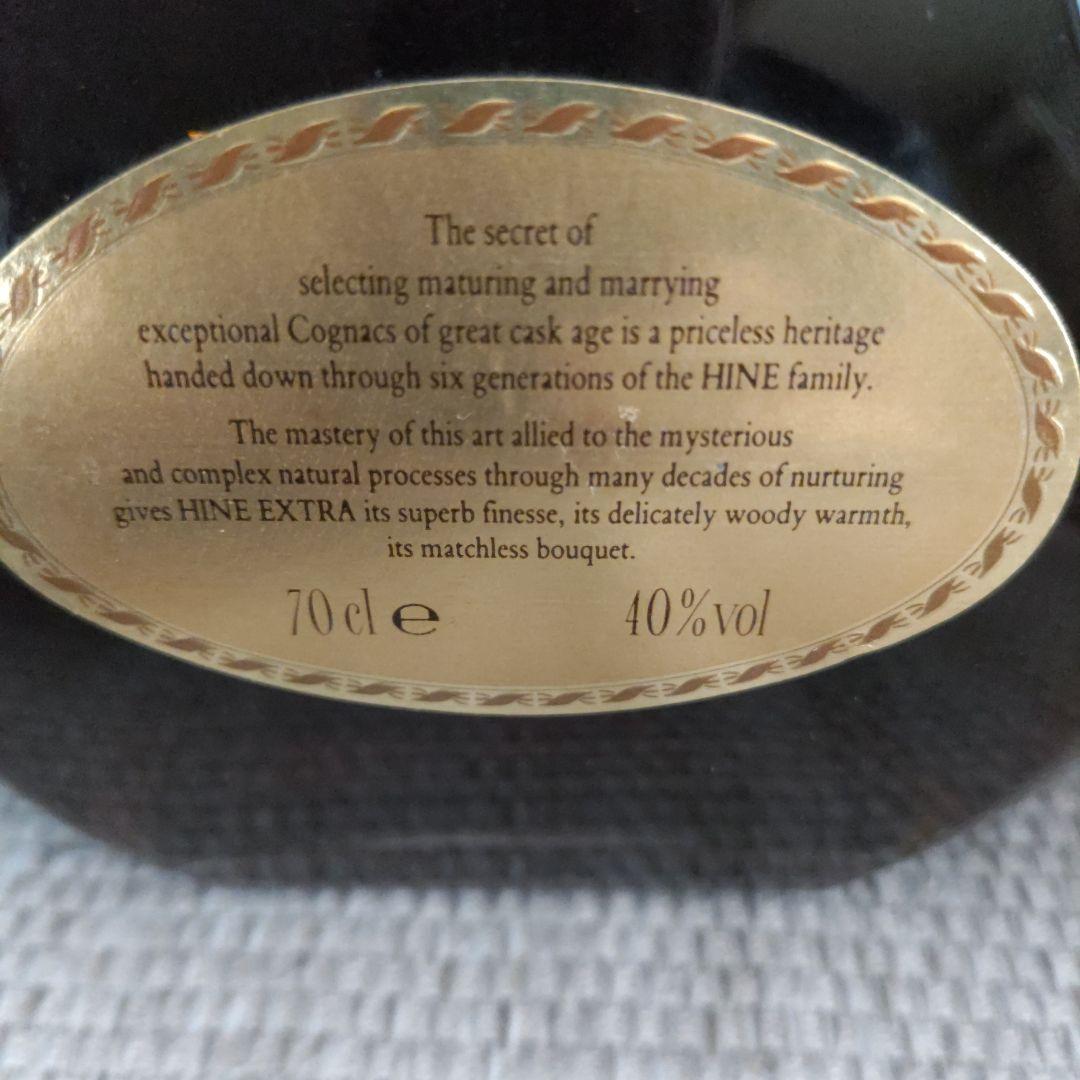 The secret of
selecting maturing and marrying
exceptional Cognacs of great cask age is a priceless heritage
handed down through six generations of the HINE family.
The mastery of this art allied to the mysterious
and complex natural processes through many decades of nurturing
gives HINE EXTRA its superb finesse, its delicately woody warmth,
its matchless bouquet.
70 cl ℮ 40%vol